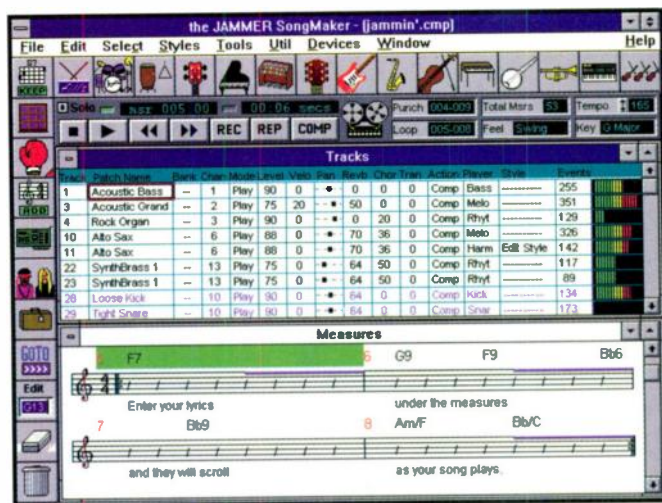 the JAMMER SongMaker - [jammin'.cmp]
File Edit Select Styles Tools Util Devices Window Help
KEEP
Solo msr 005 00 00:06 secs Punch 004-009 Total Msrs 53 Tempo 165
REC REP COMP Loop 005-008 Feel Swing Key G Major
Tracks
Track Patch Name Bank Chan Mode Level Velo Pan Revb Chor Tran Action Player Style Events
1 Acoustic Bass -- 1 Play 90 0 0 0 0 Comp Bass ---------- 255
3 Acoustic Grand -- 2 Play 75 20 50 0 0 Comp Melo ---------- 351
4 Rock Organ -- 3 Play 90 0 0 20 0 Comp Rhyt ---------- 129
10 Alto Sax -- 6 Play 88 0 70 36 0 Comp Melo ---------- 326
11 Alto Sax -- 6 Play 88 0 70 36 0 Comp Harm Edit Style 142
22 SynthBrass 1 -- 13 Play 75 0 64 50 0 Comp Rhyt ---------- 117
23 SynthBrass 1 -- 13 Play 75 0 64 50 0 Comp Rhyt ---------- 89
28 Loose Kick -- 10 Play 90 0 64 0 0 Comp Kick ---------- 134
29 Tight Snare -- 10 Play 90 0 64 0 0 Comp Snar ---------- 173
ADD
Measures
GOTO
>>>>
Edit
G13
F7 6 G9 F9 Bb6
4
4
Enter your lyrics under the measures
7 Bb9 8 Am/F Bb/C
and they will scroll as your song plays.